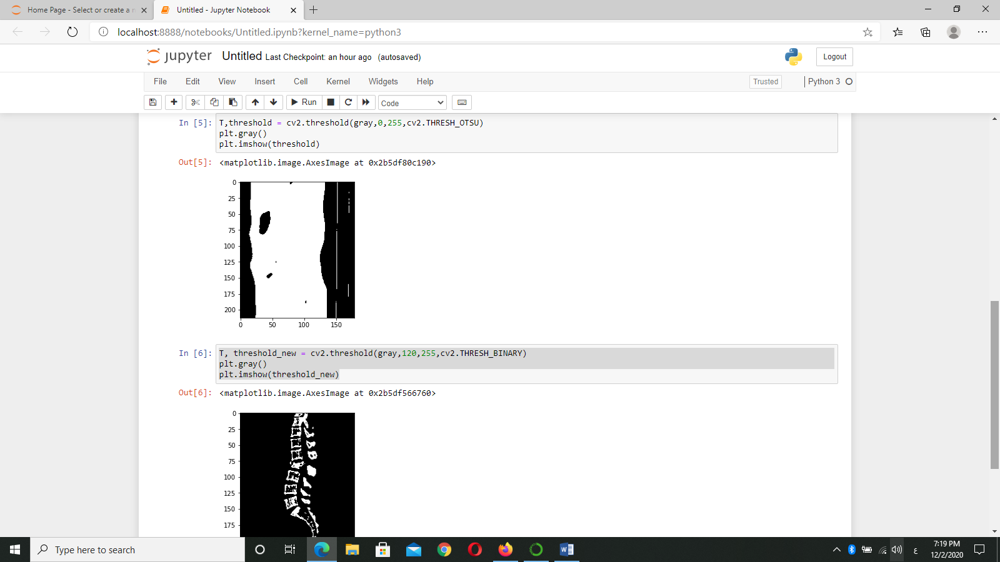 Home Page - Select or create a n
Untitled - Jupyter Notebook
localhost:8888/notebooks/Untitled.ipynb?kernel_name=python3
jupyter Untitled Last Checkpoint: an hour ago (autosaved)
Logout
File Edit View Insert Cell Kernel Widgets Help
Trusted
Python 3
Run
Code
In [5]: T,threshold = cv2.threshold(gray,0,255,cv2.THRESH_OTSU)
plt.gray()
plt.imshow(threshold)
Out[5]: <matplotlib.image.AxesImage at 0x2b5df80c190>
0
25
50
75
100
125
150
175
200
0 50 100 150
In [6]: T, threshold_new = cv2.threshold(gray,120,255,cv2.THRESH_BINARY)
plt.gray()
plt.imshow(threshold_new)
Out[6]: <matplotlib.image.AxesImage at 0x2b5df566760>
0
25
50
75
100
125
150
175
Type here to search
ع
7:19 PM
12/2/2020